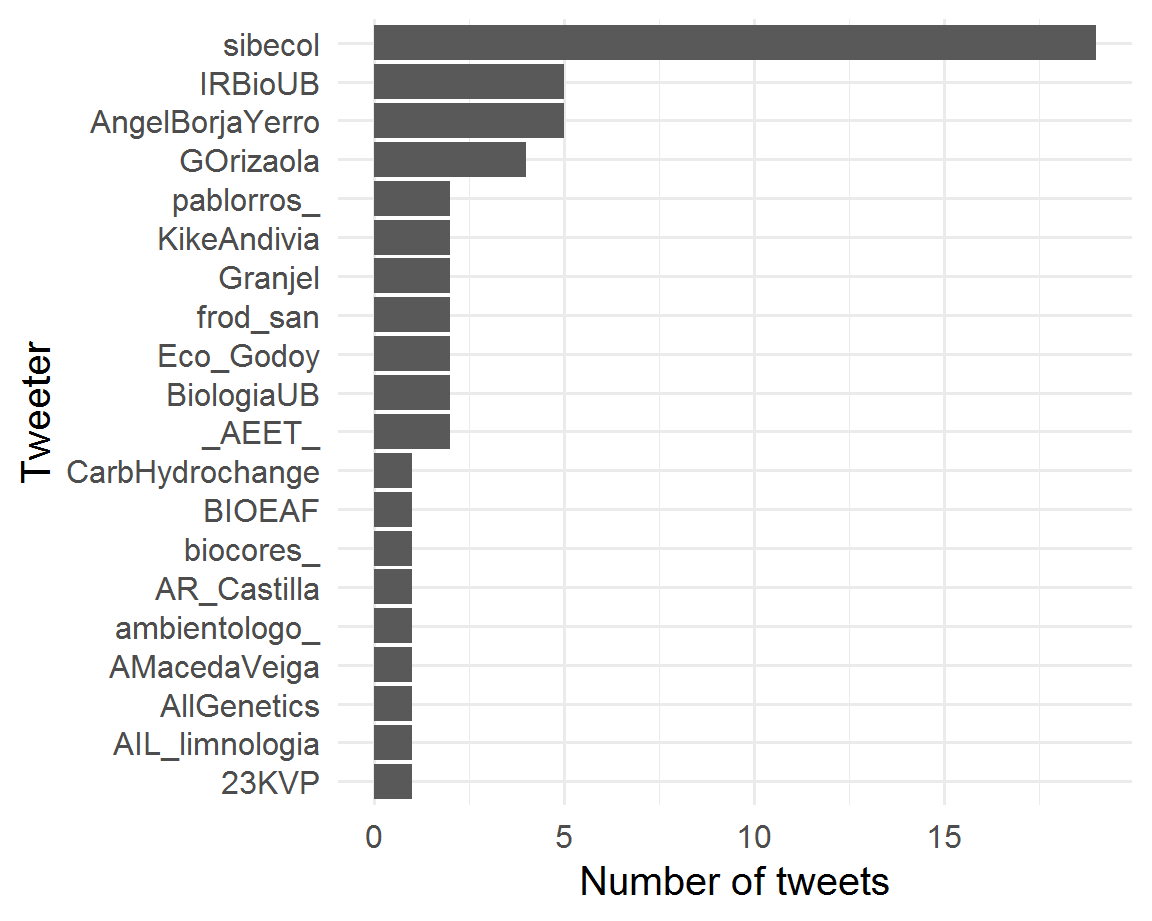 sibecol
IRBioUB
AngelBorjaYerro
GOrizaola
pablorros_
KikeAndivia
Granjel
frod_san
Eco_Godoy
BiologiaUB
_AEET_
CarbHydrochange
BIOEAF
biocores_
AR_Castilla
ambientologo_
AMacedaVeiga
AllGenetics
AIL_limnologia
23KVP
Tweeter
0 5 10 15
Number of tweets